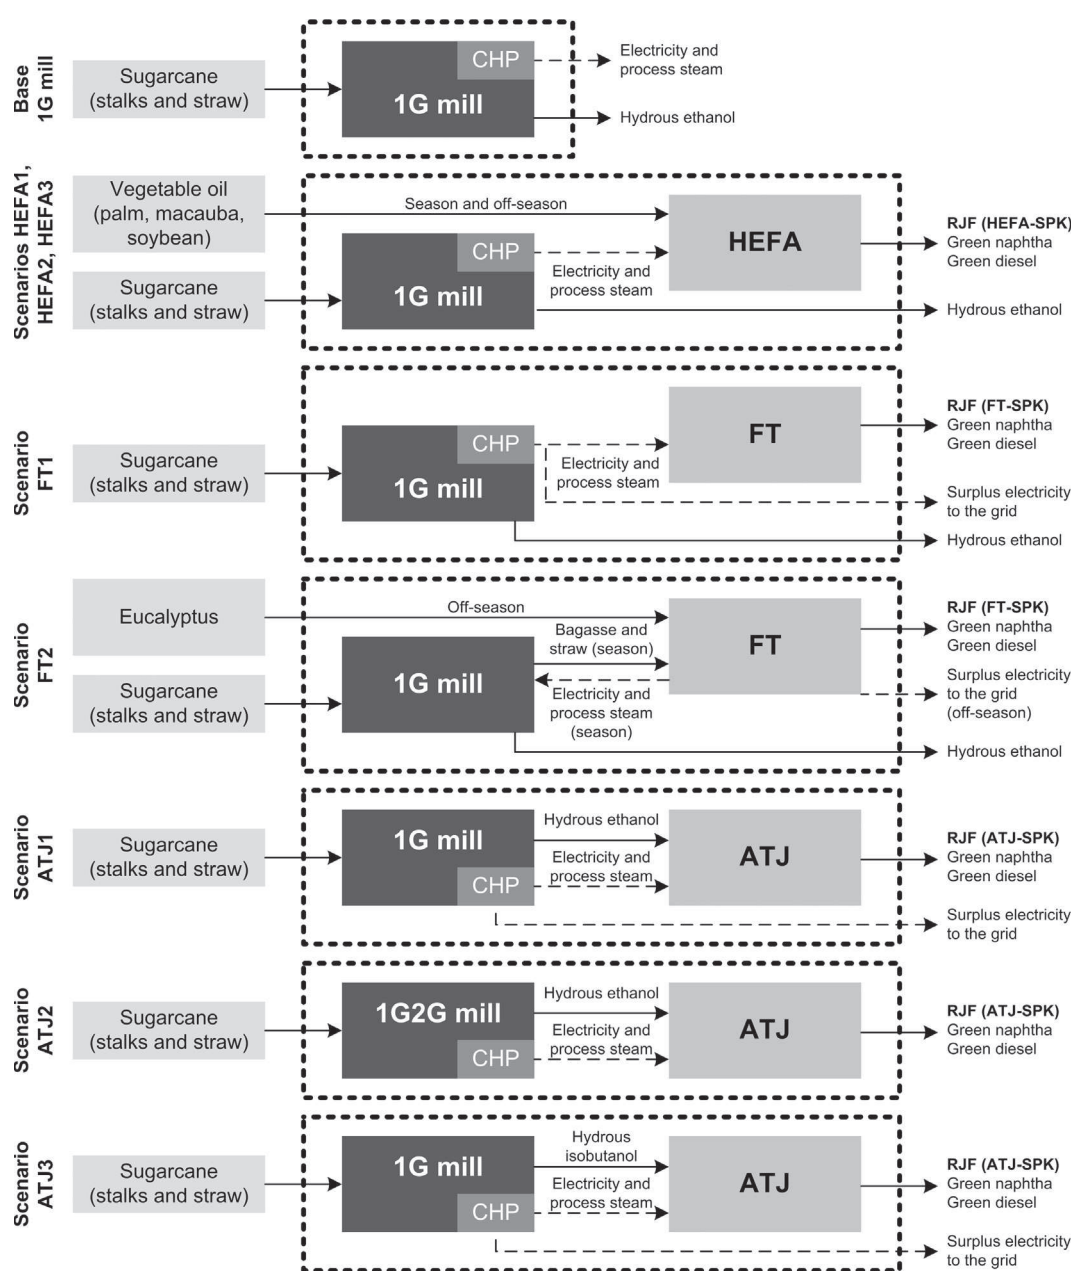 Base
1G mill
Sugarcane
(stalks and straw)
CHP
1G mill
Electricity and
process steam
Hydrous ethanol
Scenarios HEFA1,
HEFA2, HEFA3
Vegetable oil
(palm, macauba,
soybean)
Sugarcane
(stalks and straw)
Season and off-season
CHP
1G mill
Electricity and
process steam
HEFA
RJF (HEFA-SPK)
Green naphtha
Green diesel
Hydrous ethanol
Scenario
FT1
Sugarcane
(stalks and straw)
CHP
1G mill
Electricity and
process steam
FT
RJF (FT-SPK)
Green naphtha
Green diesel
Surplus electricity
to the grid
Hydrous ethanol
Scenario
FT2
Eucalyptus
Sugarcane
(stalks and straw)
Off-season
1G mill
Bagasse and
straw (season)
Electricity and
process steam
(season)
FT
RJF (FT-SPK)
Green naphtha
Green diesel
Surplus electricity
to the grid
(off-season)
Hydrous ethanol
Scenario
ATJ1
Sugarcane
(stalks and straw)
1G mill
CHP
Hydrous ethanol
Electricity and
process steam
ATJ
RJF (ATJ-SPK)
Green naphtha
Green diesel
Surplus electricity
to the grid
Scenario
ATJ2
Sugarcane
(stalks and straw)
1G2G mill
CHP
Hydrous ethanol
Electricity and
process steam
ATJ
RJF (ATJ-SPK)
Green naphtha
Green diesel
Scenario
ATJ3
Sugarcane
(stalks and straw)
1G mill
CHP
Hydrous
isobutanol
Electricity and
process steam
ATJ
RJF (ATJ-SPK)
Green naphtha
Green diesel
Surplus electricity
to the grid